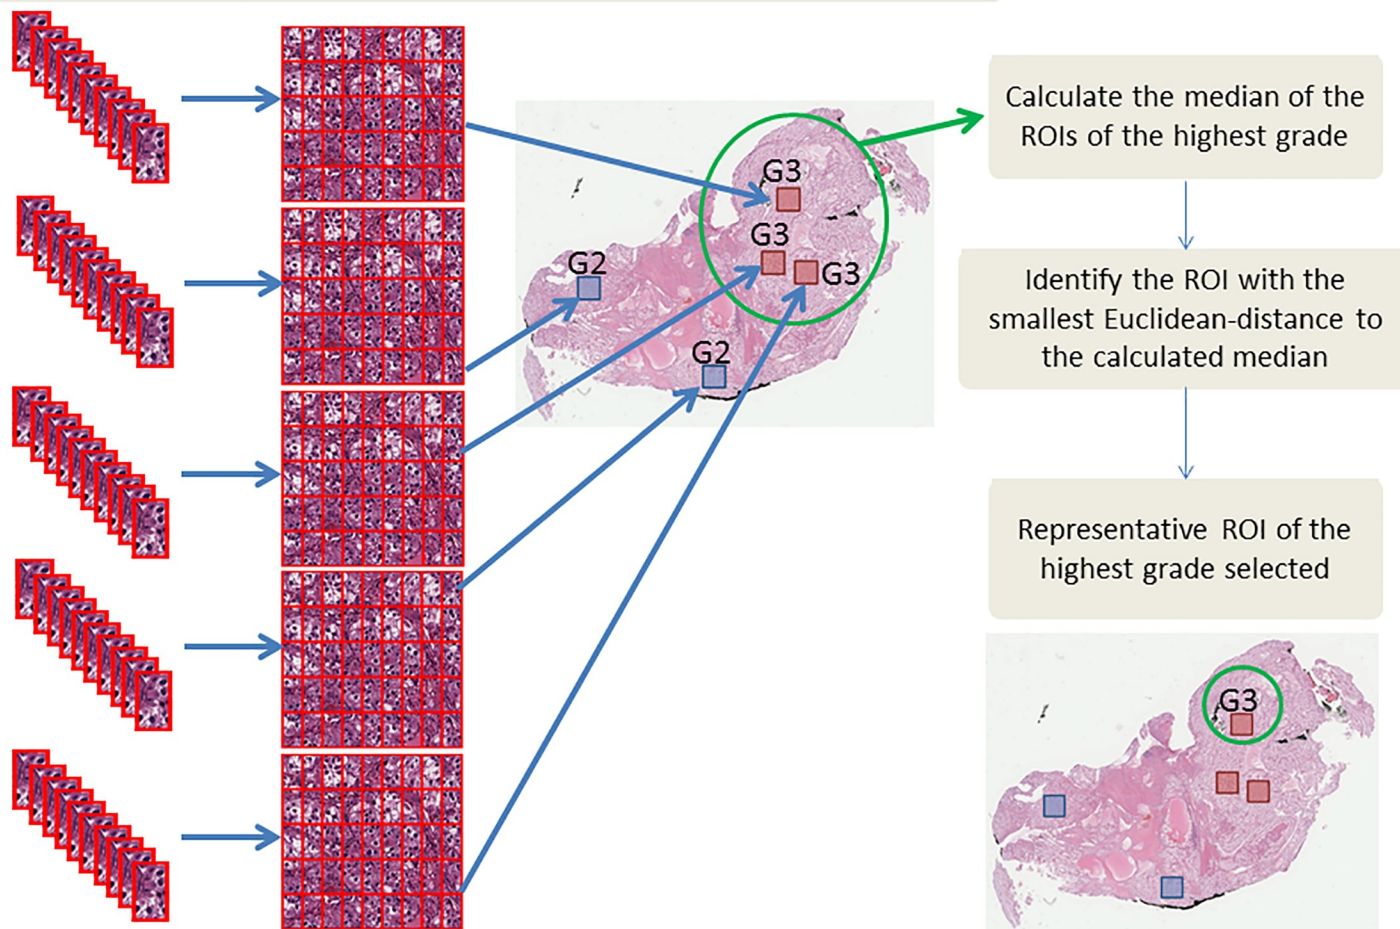 Calculate the median of the
ROIs of the highest grade
G3
G3
G2
G3
G2
Identify the ROI with the
smallest Euclidean-distance to
the calculated median
Representative ROI of the
highest grade selected
G3